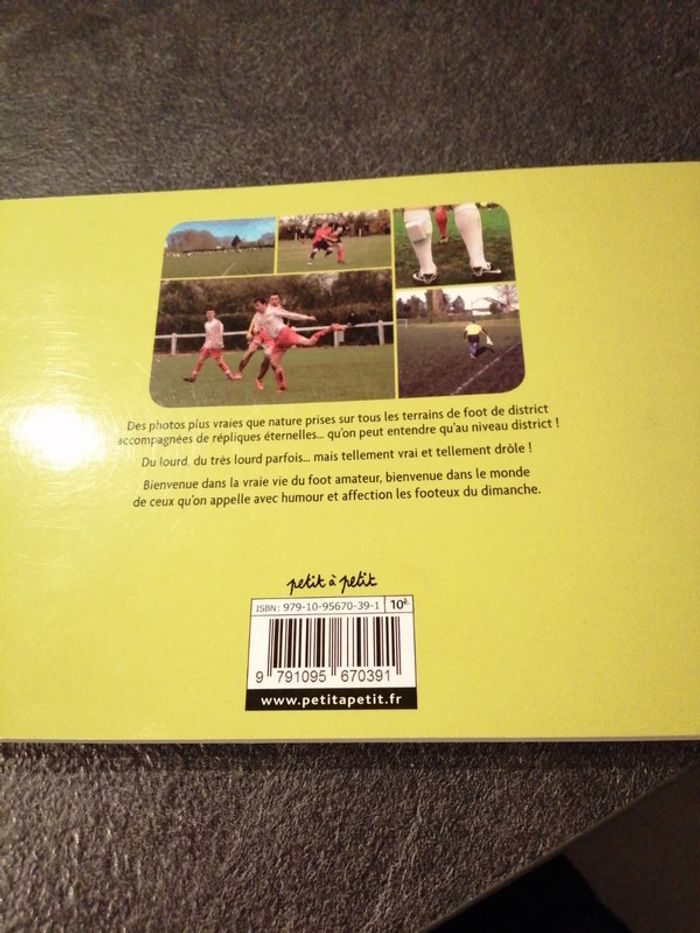 Des photos plus vraies que nature prises sur tous les terrains de foot de district
accompagnées de répliques éternelles... qu'on peut entendre qu'au niveau district !
Du lourd, du très lourd parfois... mais tellement vrai et tellement drôle !
Bienvenue dans la vraie vie du foot amateur, bienvenue dans le monde
de ceux qu'on appelle avec humour et affection les footeux du dimanche.
petit à petit
ISBN: 979-10-95670-39-1 10€
9 791095 670391
www.petitapetit.fr